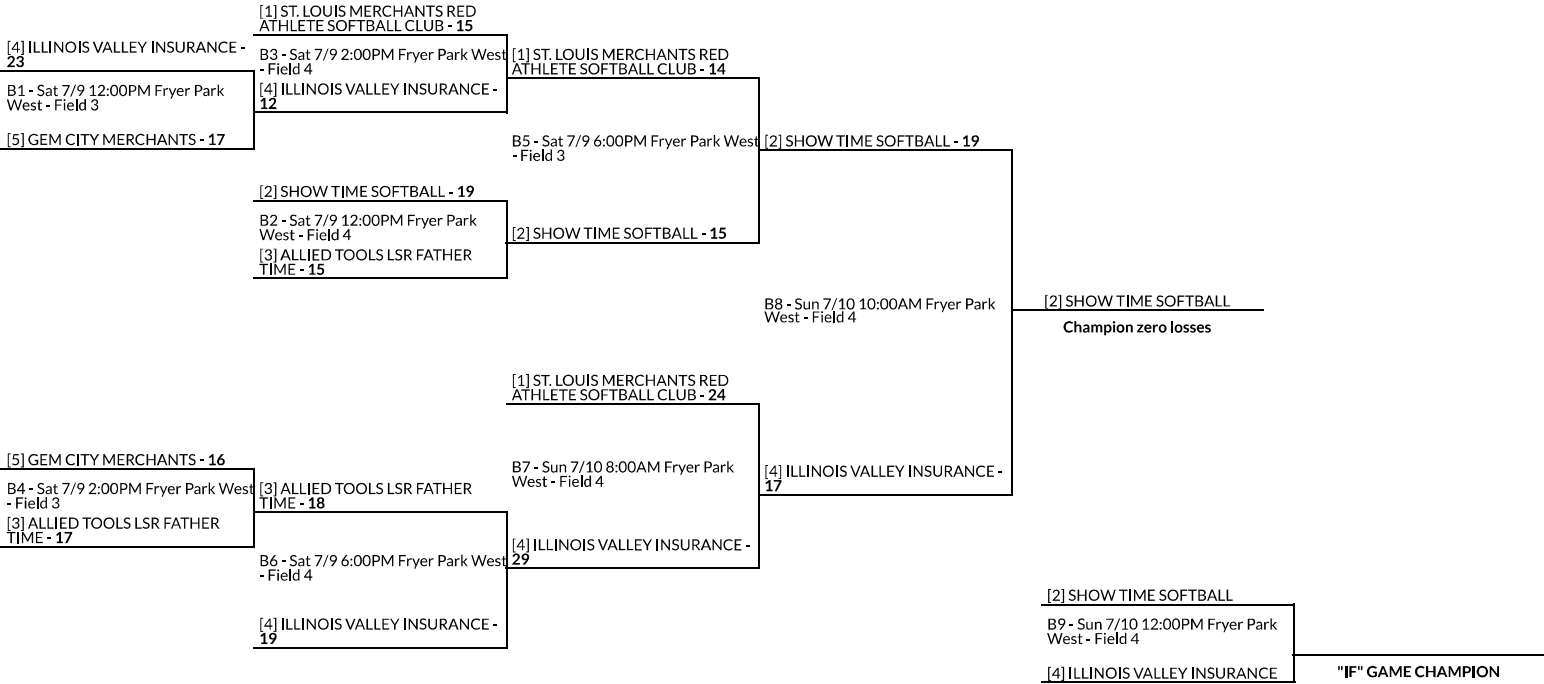 [1] ST. LOUIS MERCHANTS RED
ATHLETE SOFTBALL CLUB - 15
[4] ILLINOIS VALLEY INSURANCE -
23
B3 - Sat 7/9 2:00PM Fryer Park West
- Field 4
[1] ST. LOUIS MERCHANTS RED
ATHLETE SOFTBALL CLUB - 14
B1 - Sat 7/9 12:00PM Fryer Park
West - Field 3
[4] ILLINOIS VALLEY INSURANCE -
12
[5] GEM CITY MERCHANTS - 17
B5 - Sat 7/9 6:00PM Fryer Park West
- Field 3
[2] SHOW TIME SOFTBALL - 19
[2] SHOW TIME SOFTBALL - 19
B2 - Sat 7/9 12:00PM Fryer Park
West - Field 4
[2] SHOW TIME SOFTBALL - 15
[3] ALLIED TOOLS LSR FATHER
TIME - 15
B8 - Sun 7/10 10:00AM Fryer Park
West - Field 4
[2] SHOW TIME SOFTBALL
Champion zero losses
[1] ST. LOUIS MERCHANTS RED
ATHLETE SOFTBALL CLUB - 24
[5] GEM CITY MERCHANTS - 16
B7 - Sun 7/10 8:00AM Fryer Park
West - Field 4
[4] ILLINOIS VALLEY INSURANCE -
17
B4 - Sat 7/9 2:00PM Fryer Park West
- Field 3
[3] ALLIED TOOLS LSR FATHER
TIME - 18
[3] ALLIED TOOLS LSR FATHER
TIME - 17
[4] ILLINOIS VALLEY INSURANCE -
29
B6 - Sat 7/9 6:00PM Fryer Park West
- Field 4
[4] ILLINOIS VALLEY INSURANCE -
19
[2] SHOW TIME SOFTBALL
B9 - Sun 7/10 12:00PM Fryer Park
West - Field 4
[4] ILLINOIS VALLEY INSURANCE
"IF" GAME CHAMPION